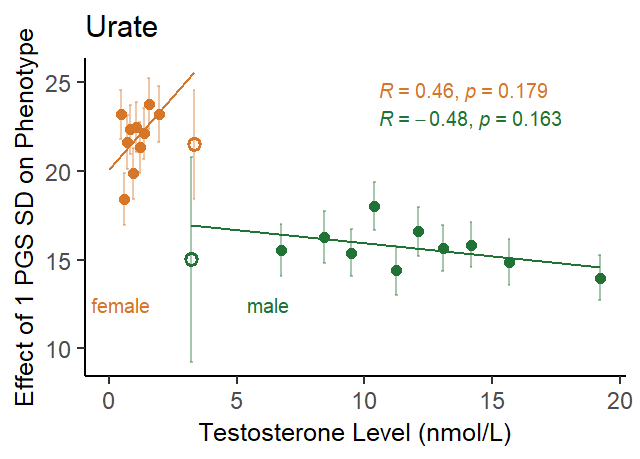 Urate
Effect of 1 PGS SD on Phenotype
25
20
15
10
R = 0.46, p = 0.179
R = −0.48, p = 0.163
female
male
0 5 10 15 20
Testosterone Level (nmol/L)